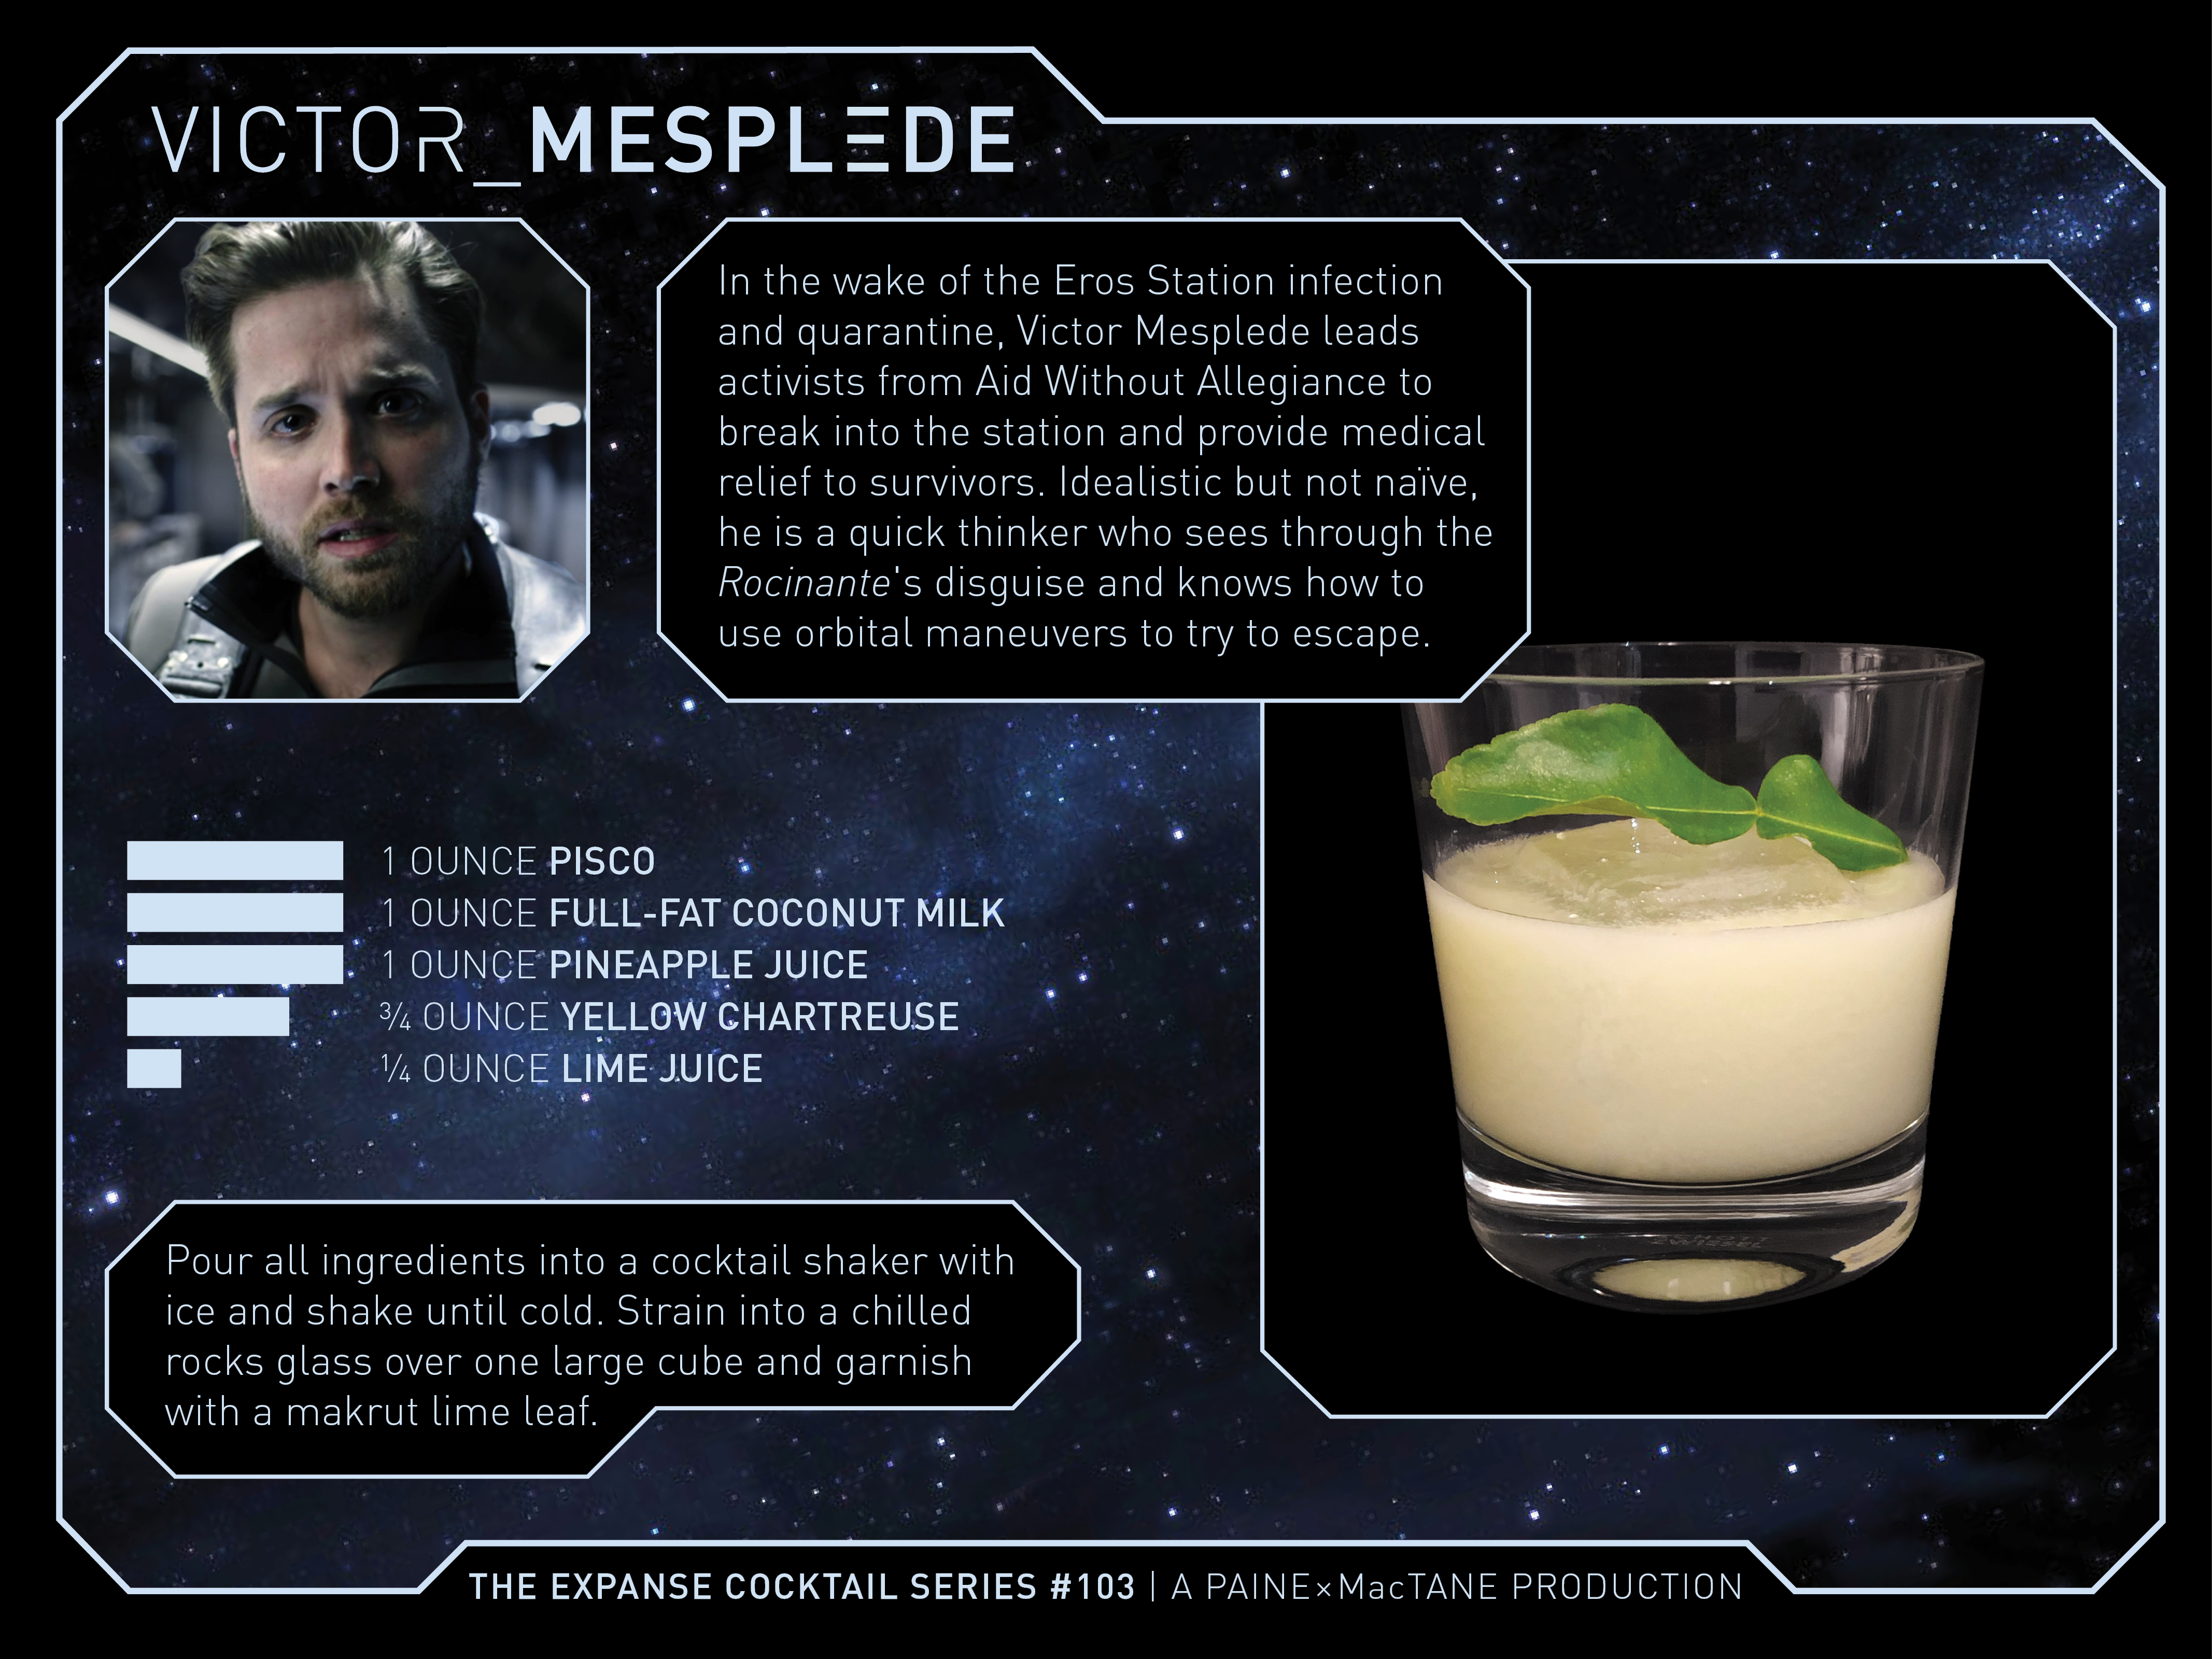 VICTOR_MESPLEDE
In the wake of the Eros Station infection
and quarantine, Victor Mesplede leads
activists from Aid Without Allegiance to
break into the station and provide medical
relief to survivors. Idealistic but not naïve,
he is a quick thinker who sees through the
Rocinante's disguise and knows how to
use orbital maneuvers to try to escape.
1 OUNCE PISCO
1 OUNCE FULL-FAT COCONUT MILK
1 OUNCE PINEAPPLE JUICE
¾ OUNCE YELLOW CHARTREUSE
¼ OUNCE LIME JUICE
Pour all ingredients into a cocktail shaker with
ice and shake until cold. Strain into a chilled
rocks glass over one large cube and garnish
with a makrut lime leaf.
THE EXPANSE COCKTAIL SERIES #103 | A PAINE×MacTANE PRODUCTION